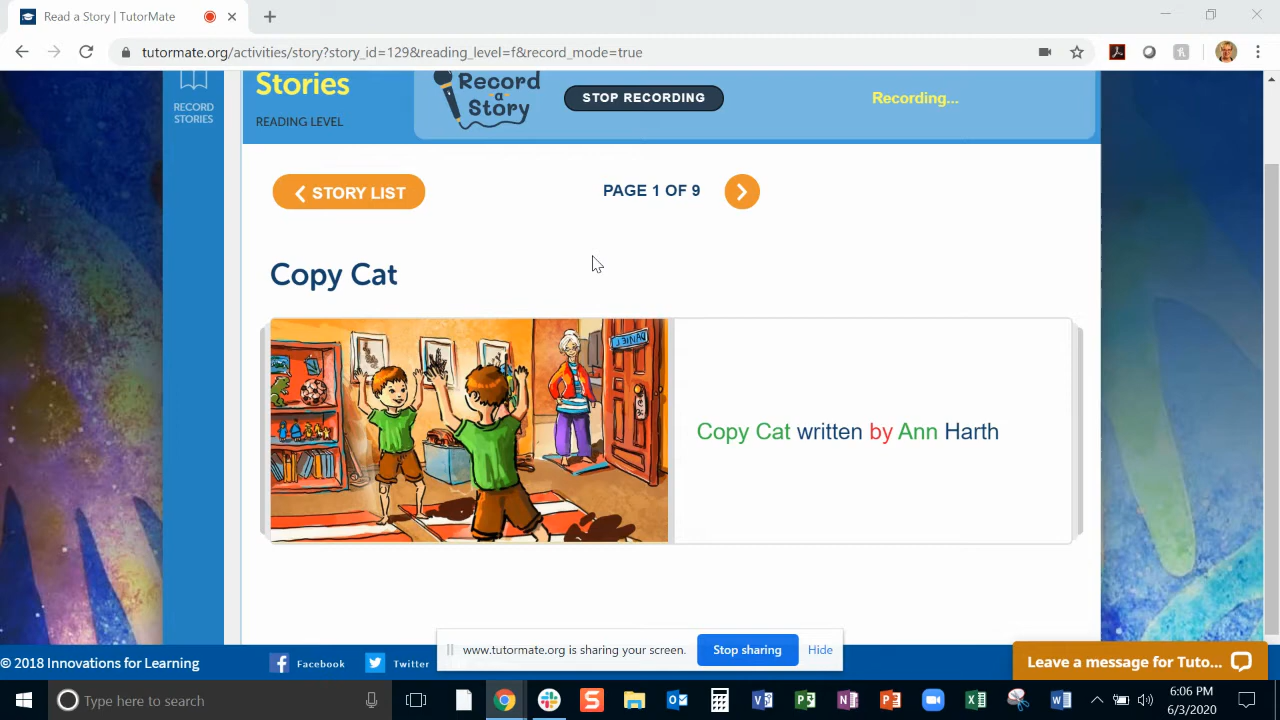 Read a Story | TutorMate
tutormate.org/activities/story?story_id=129&reading_level=f&record_mode=true
RECORD
STORIES
Stories
READING LEVEL
Record
a
Story
STOP RECORDING
Recording...
STORY LIST
PAGE 1 OF 9
Copy Cat
DANIEL
Copy Cat written by Ann Harth
www.tutormate.org is sharing your screen.
Stop sharing
Hide
© 2018 Innovations for Learning
Facebook
Twitter
Leave a message for Tuto...
Type here to search
6:06 PM
6/3/2020